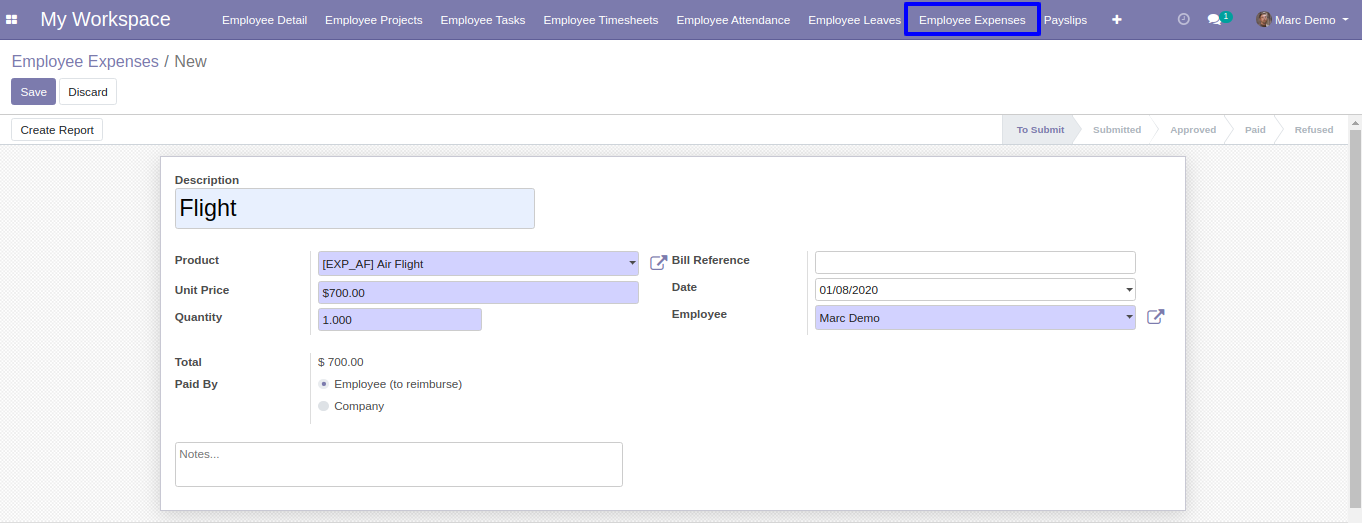 My Workspace Employee Detail Employee Projects Employee Tasks Employee Timesheets Employee Attendance Employee Leaves Employee Expenses Payslips 1 Marc Demo
Employee Expenses / New
Save Discard
Create Report To Submit Submitted Approved Paid Refused
Description
Flight
Product [EXP_AF] Air Flight Bill Reference
Unit Price $700.00 Date 01/08/2020
Quantity 1.000 Employee Marc Demo
Total $ 700.00
Paid By Employee (to reimburse)
Company
Notes...